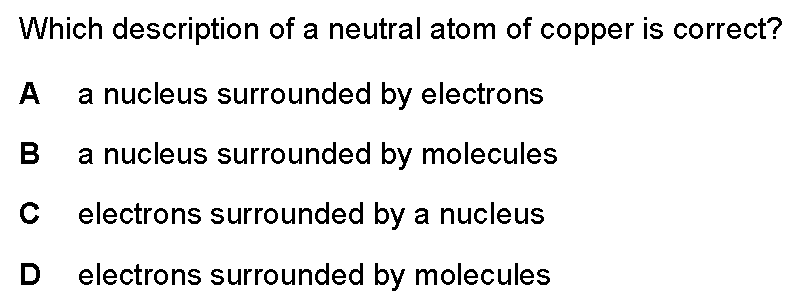 Which description of a neutral atom of copper is correct?
A a nucleus surrounded by electrons
B a nucleus surrounded by molecules
C electrons surrounded by a nucleus
D electrons surrounded by molecules